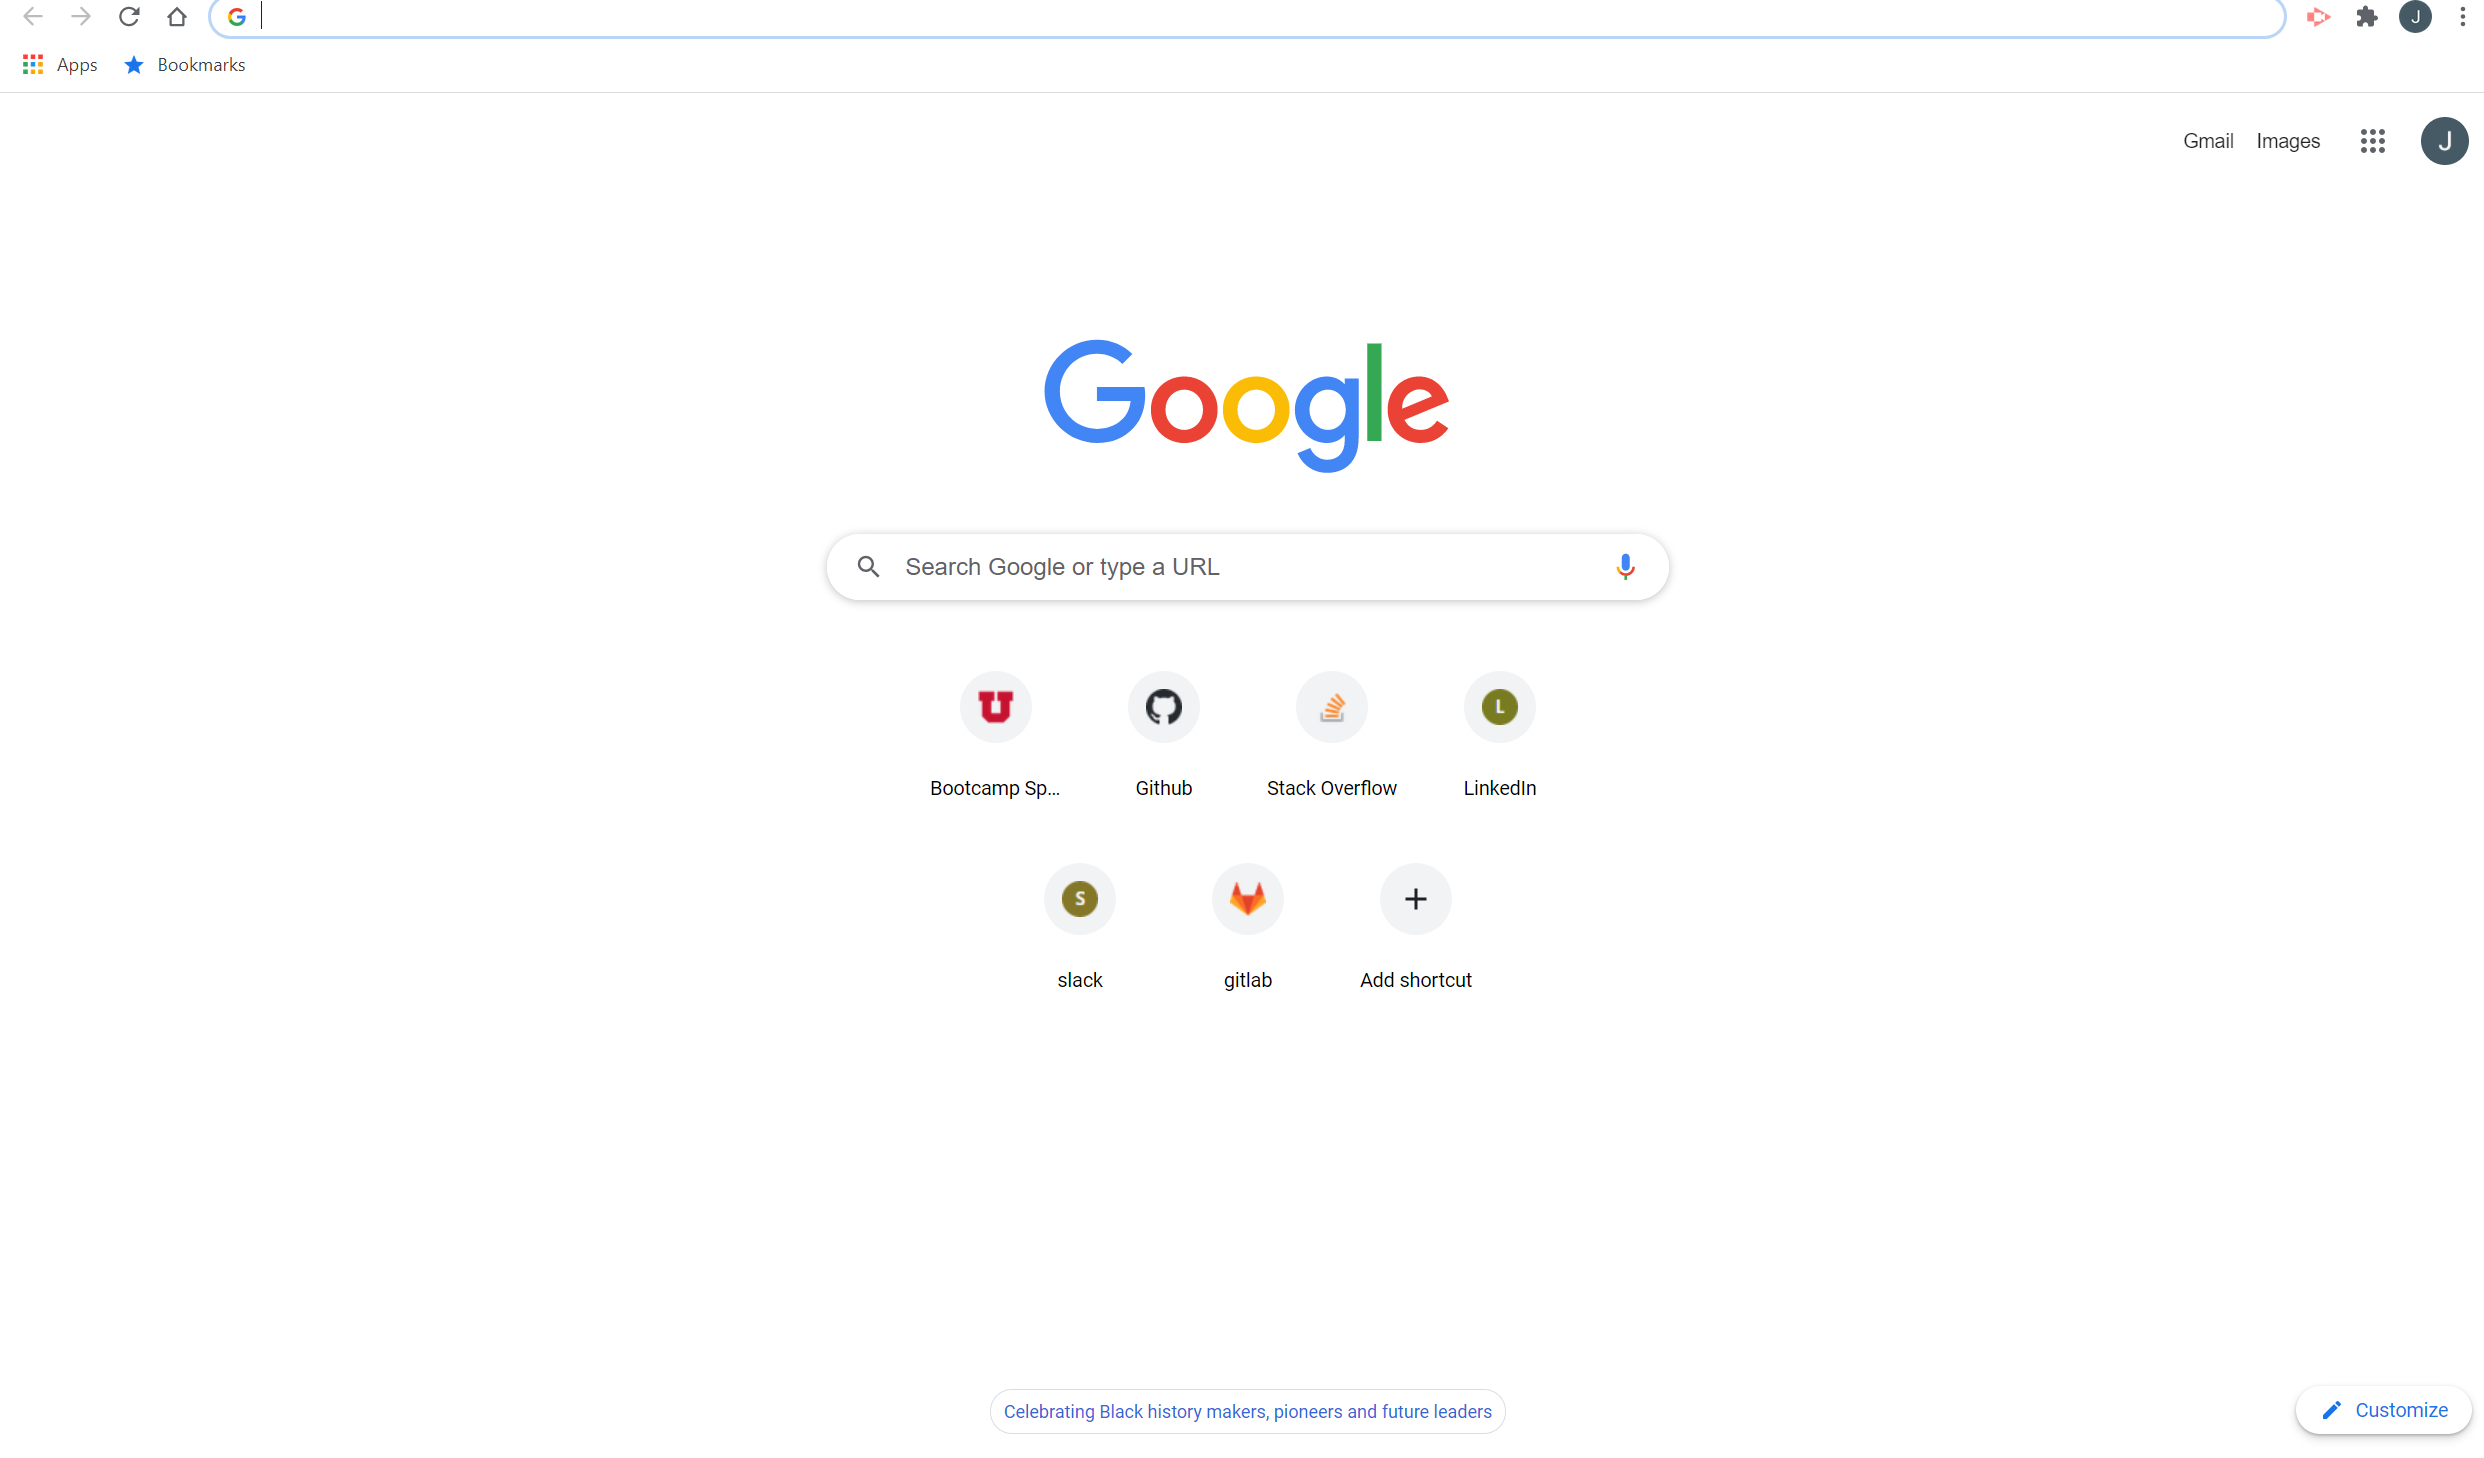 J
Apps Bookmarks
Gmail Images J
Google
Search Google or type a URL
U L
Bootcamp Sp... Github Stack Overflow LinkedIn
S
slack gitlab Add shortcut
Celebrating Black history makers, pioneers and future leaders
Customize